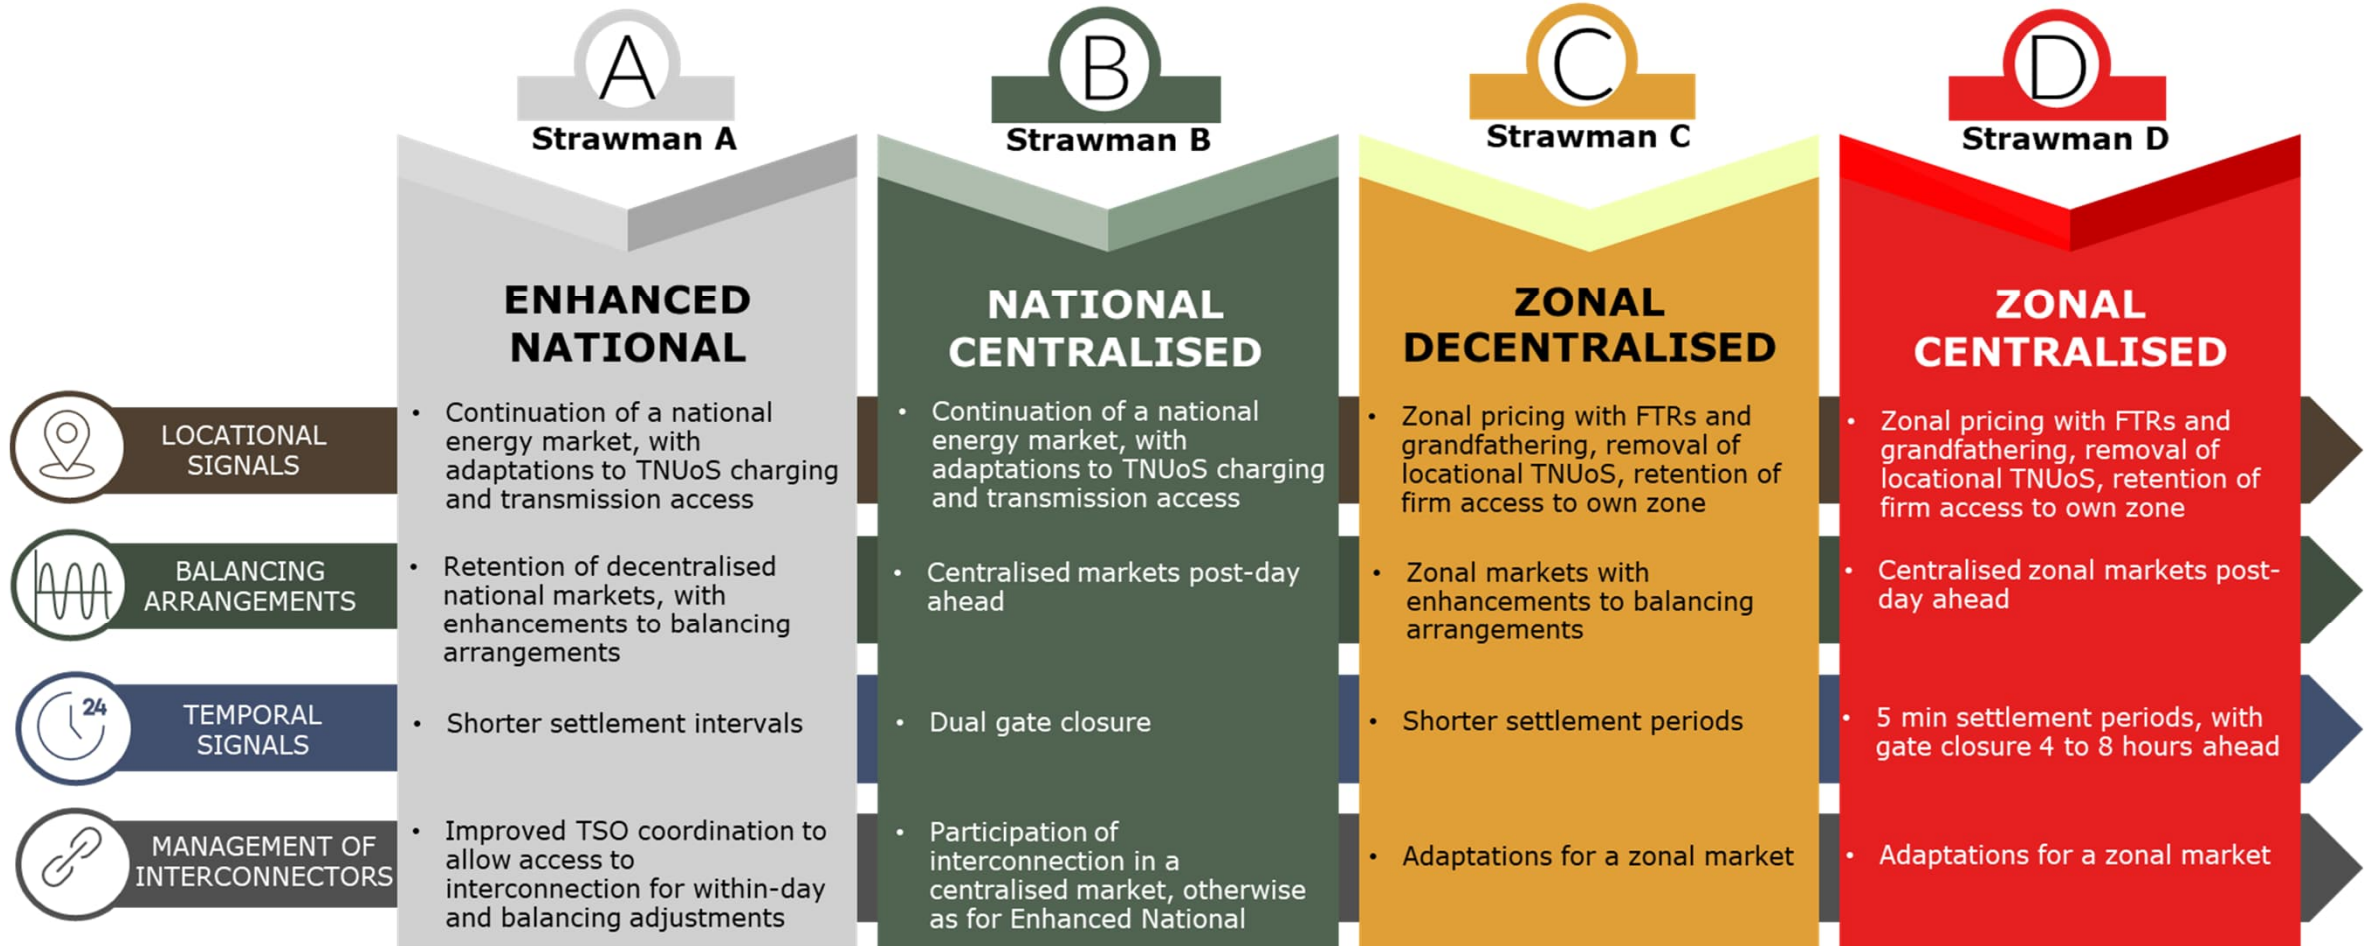 A
Strawman A
B
Strawman B
C
Strawman C
D
Strawman D
ENHANCED
NATIONAL
NATIONAL
CENTRALISED
ZONAL
DECENTRALISED
ZONAL
CENTRALISED
LOCATIONAL
SIGNALS
• Continuation of a national
energy market, with
adaptations to TNUoS charging
and transmission access
• Continuation of a national
energy market, with
adaptations to TNUoS charging
and transmission access
• Zonal pricing with FTRs and
grandfathering, removal of
locational TNUoS, retention of
firm access to own zone
• Zonal pricing with FTRs and
grandfathering, removal of
locational TNUoS, retention of
firm access to own zone
BALANCING
ARRANGEMENTS
• Retention of decentralised
national markets, with
enhancements to balancing
arrangements
• Centralised markets post-day
ahead
• Zonal markets with
enhancements to balancing
arrangements
• Centralised zonal markets post-
day ahead
24
TEMPORAL
SIGNALS
• Shorter settlement intervals
• Dual gate closure
• Shorter settlement periods
• 5 min settlement periods, with
gate closure 4 to 8 hours ahead
MANAGEMENT OF
INTERCONNECTORS
• Improved TSO coordination to
allow access to
interconnection for within-day
and balancing adjustments
• Participation of
interconnection in a
centralised market, otherwise
as for Enhanced National
• Adaptations for a zonal market
• Adaptations for a zonal market